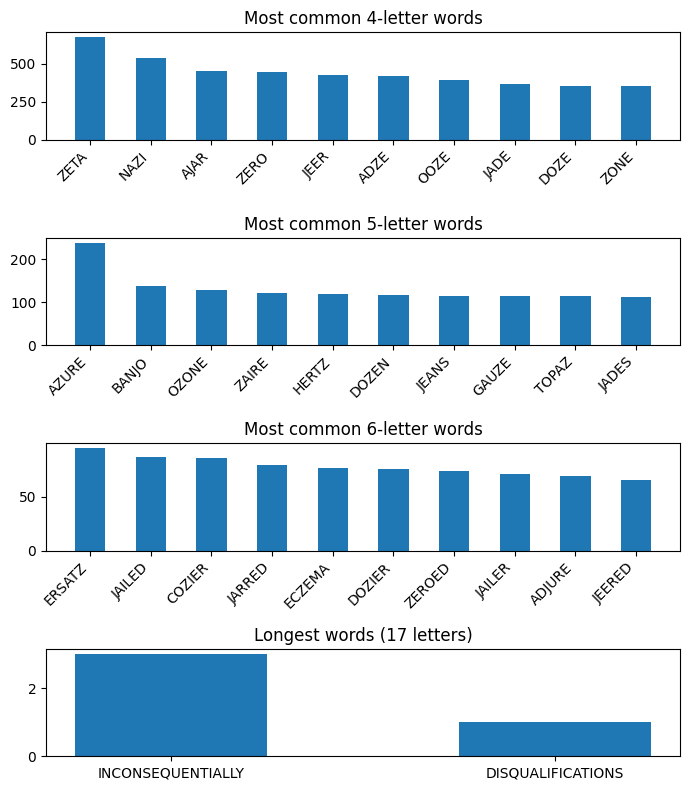 Most common 4-letter words
500
250
0
ZETA NAZI AJAR ZERO JEER ADZE OOZE JADE DOZE ZONE
Most common 5-letter words
200
100
0
AZURE BANJO OZONE ZAIRE HERTZ DOZEN JEANS GAUZE TOPAZ JADES
Most common 6-letter words
50
0
ERSATZ JAILED COZIER JARRED ECZEMA DOZIER ZEROED JAILER ADJURE JEERED
Longest words (17 letters)
2
0
INCONSEQUENTIALLY DISQUALIFICATIONS